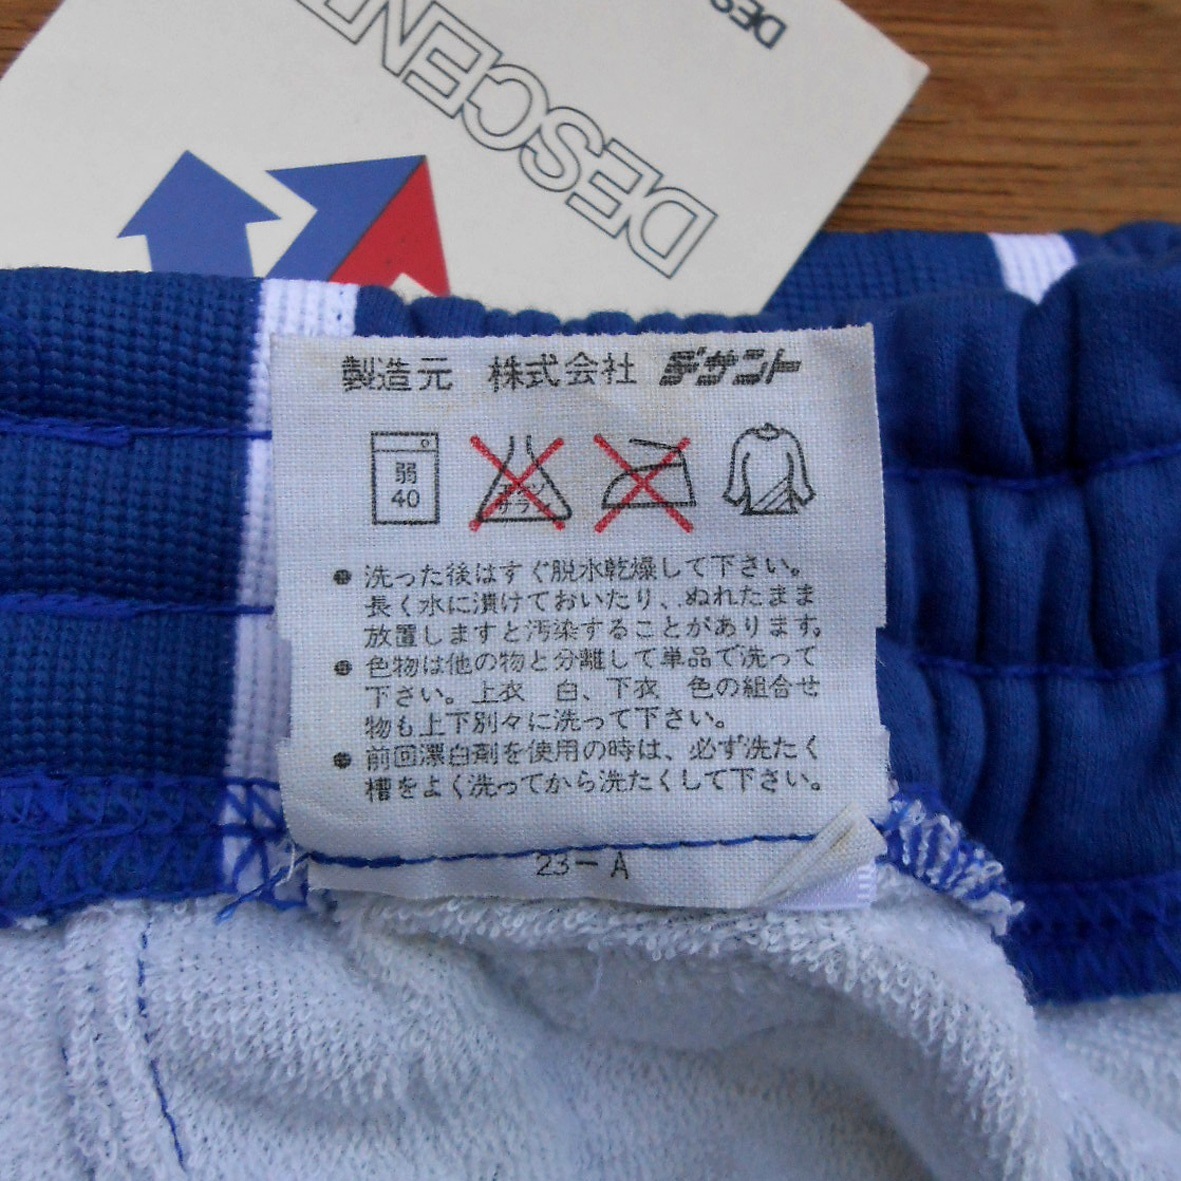 DES
DESCEN
製造元 株式会社 デサント
弱
40
洗った後はすぐ脱水乾燥して下さい。
長く水に漬けておいたり、ぬれたまま
放置しますと汚染することがあります。
色物は他の物と分離して単品で洗って
下さい。上衣 白、下衣 色の組合せ
物も上下別々に洗って下さい。
前回漂白剤を使用の時は、必ず洗たく
槽をよく洗ってから洗たくして下さい。
23-A